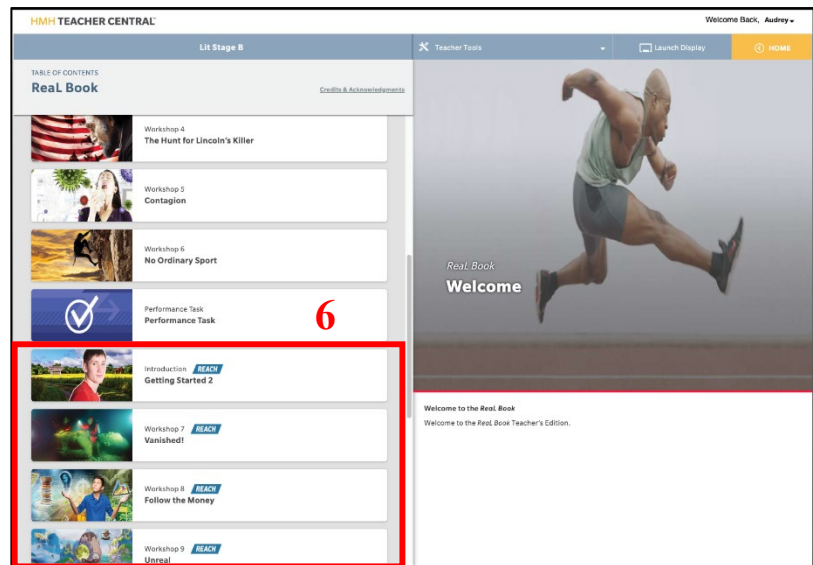 HMH TEACHER CENTRAL
Welcome Back, Audrey
Lit Stage B
Teacher Tools
Launch Display
HOME
TABLE OF CONTENTS
ReaL Book
Credits & Acknowledgments
Workshop 4
The Hunt for Lincoln's Killer
Workshop 5
Contagion
Workshop 6
No Ordinary Sport
Performance Task
Performance Task
6
Introduction REACH
Getting Started 2
Workshop 7 REACH
Vanished!
Workshop 8 REACH
Follow the Money
Workshop 9 REACH
Unreal
ReaL Book
Welcome
Welcome to the ReaL Book
Welcome to the ReaL Book Teacher's Edition.